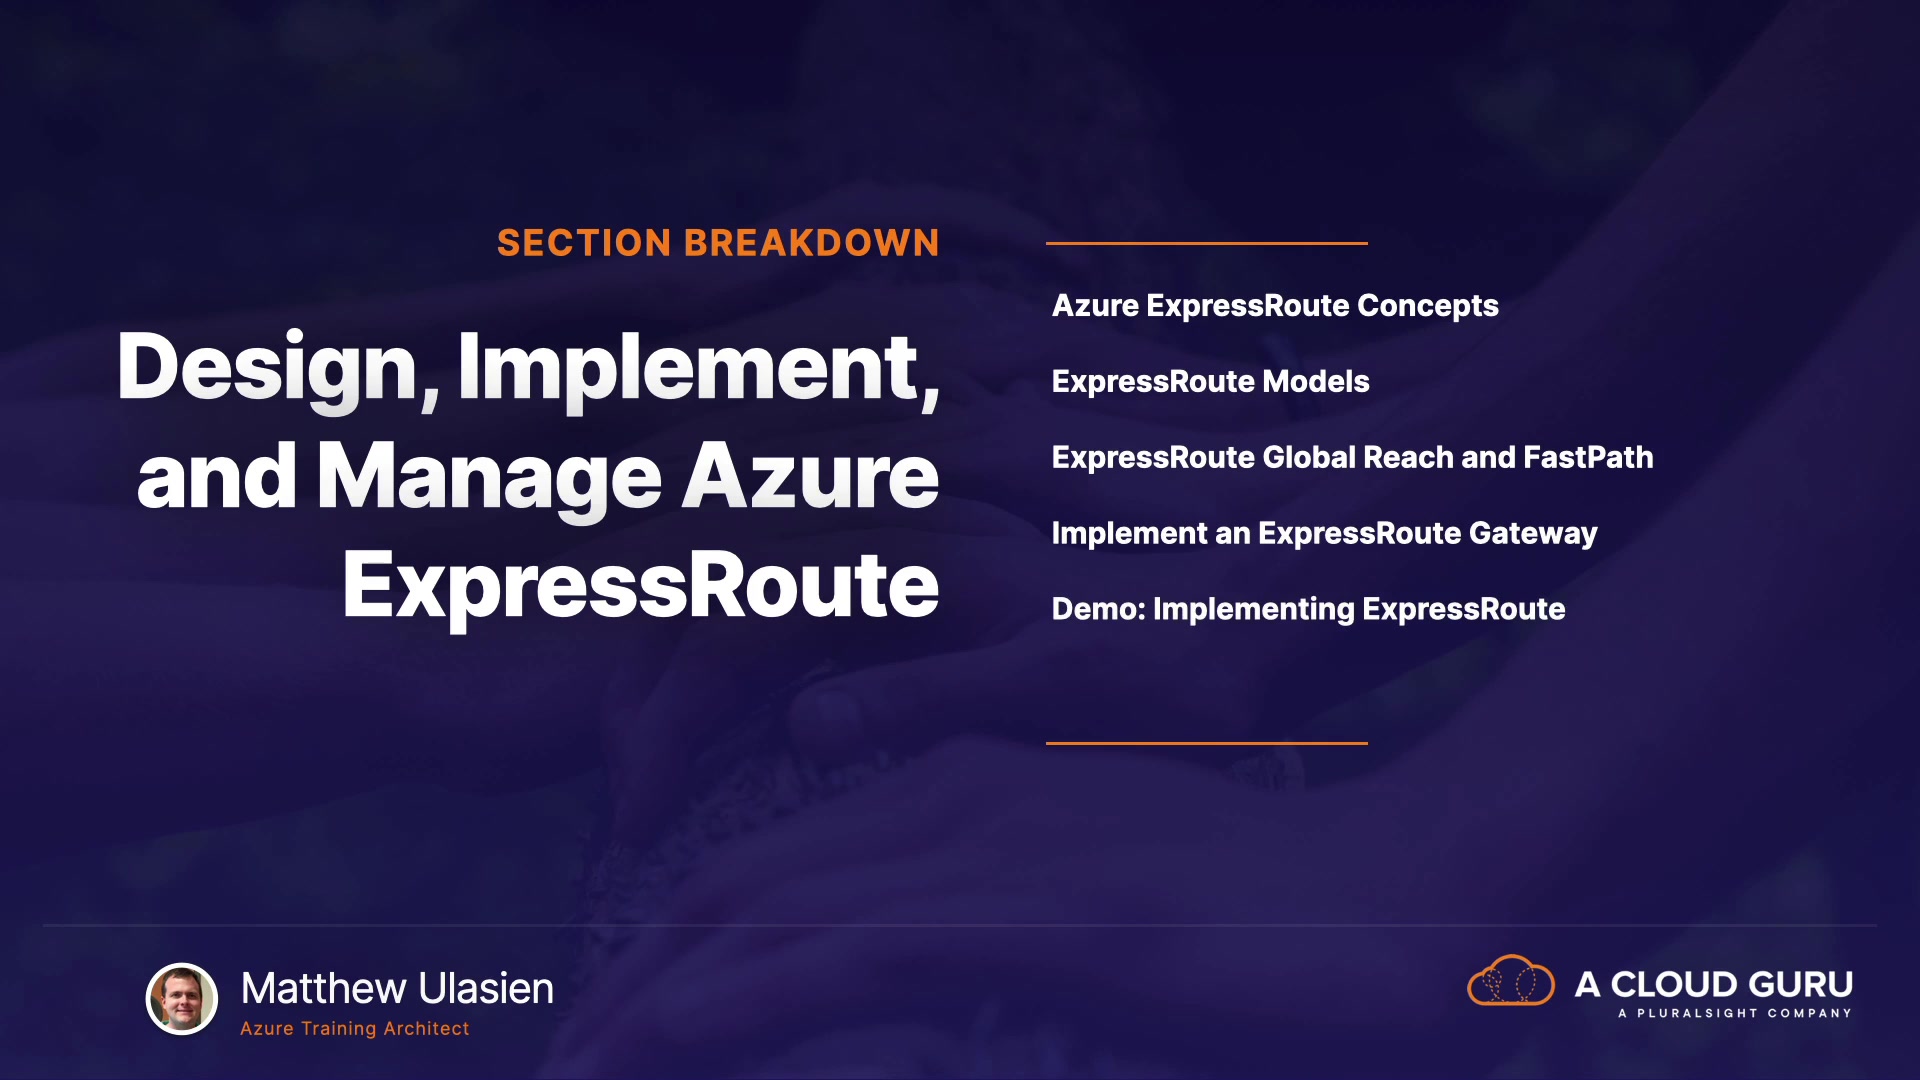 SECTION BREAKDOWN
Design, Implement,
and Manage Azure
ExpressRoute
Azure ExpressRoute Concepts
ExpressRoute Models
ExpressRoute Global Reach and FastPath
Implement an ExpressRoute Gateway
Demo: Implementing ExpressRoute
Matthew Ulasien
Azure Training Architect
A CLOUD GURU
A PLURALSIGHT COMPANY